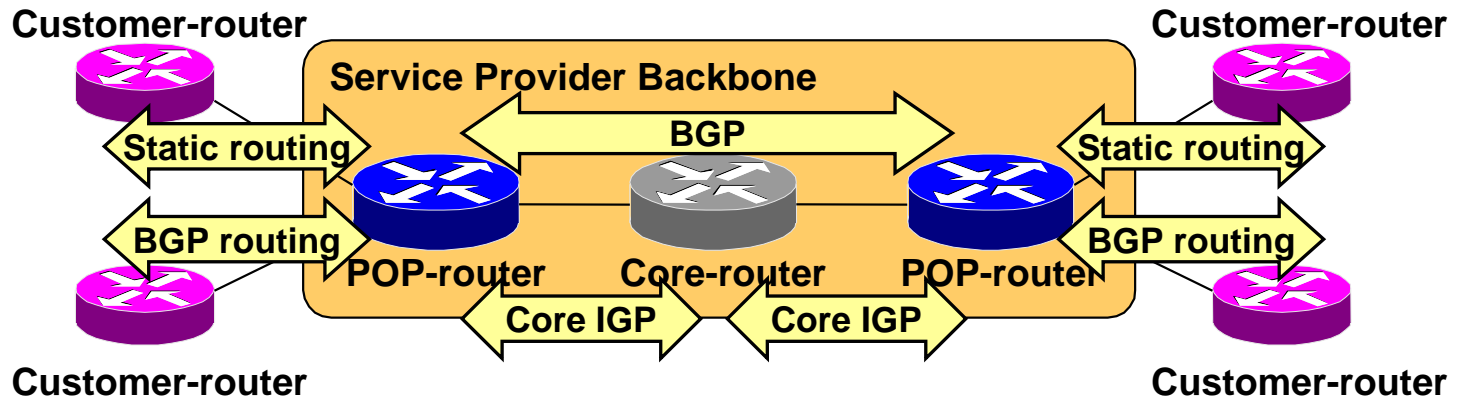 Customer-router
Customer-router
Service Provider Backbone
BGP
Static routing
Static routing
BGP routing
BGP routing
POP-router
Core-router
POP-router
Core IGP
Core IGP
Customer-router
Customer-router